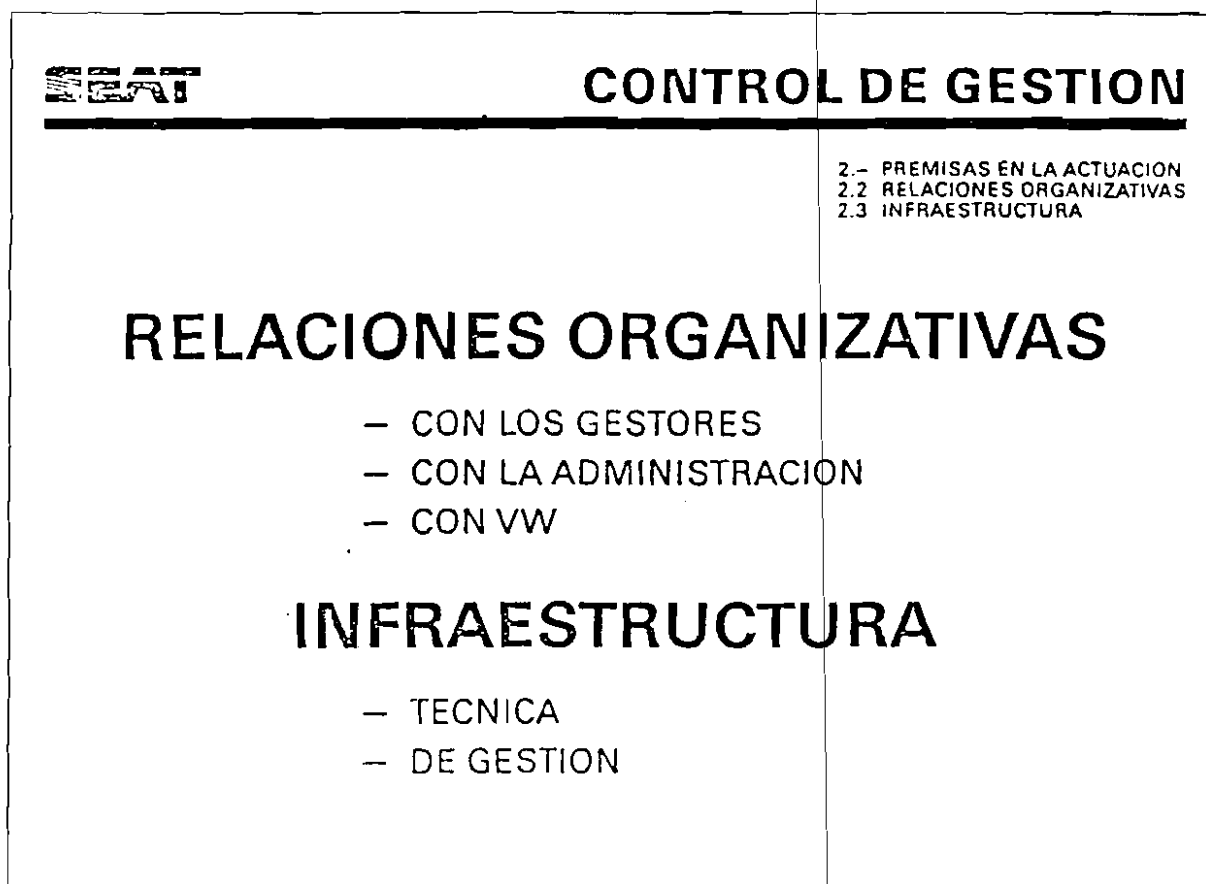 SEAT
CONTROL DE GESTION
2.- PREMISAS EN LA ACTUACION
2.2 RELACIONES ORGANIZATIVAS
2.3 INFRAESTRUCTURA
RELACIONES ORGANIZATIVAS
– CON LOS GESTORES
– CON LA ADMINISTRACION
– CON VW
INFRAESTRUCTURA
– TECNICA
– DE GESTION